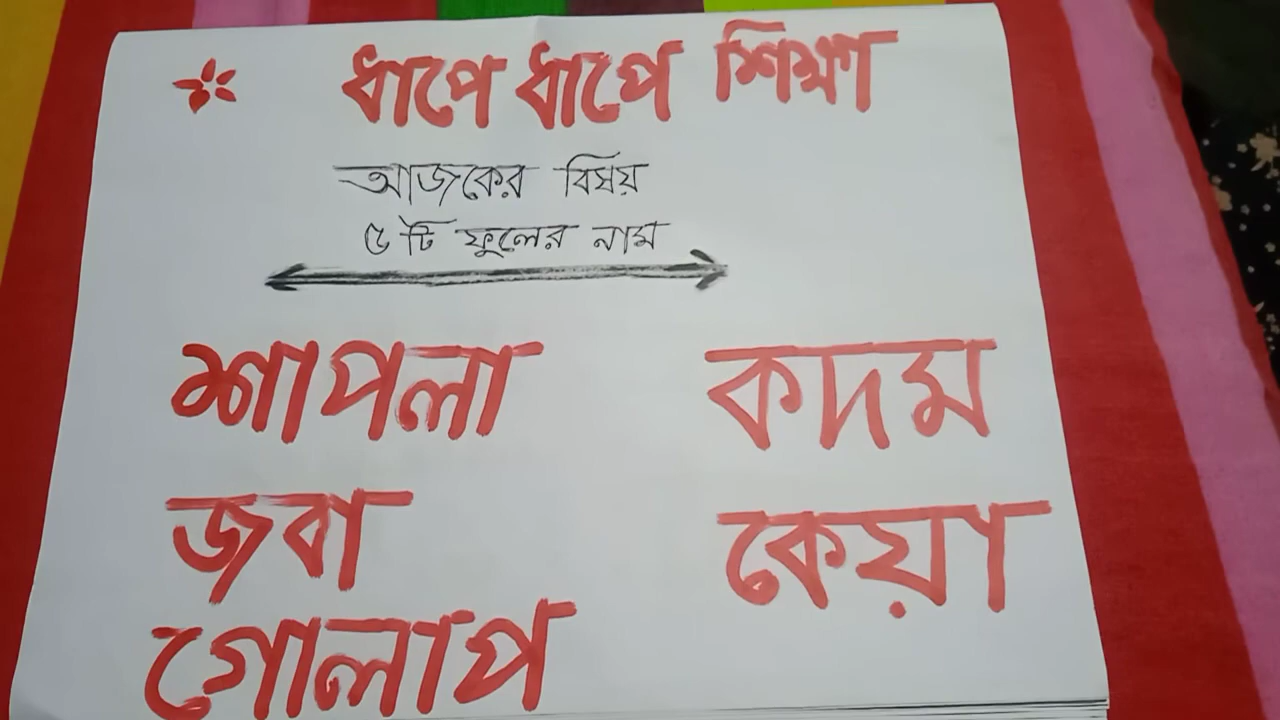 ধাপে ধাপে শিক্ষা
আজকের বিষয়
৫ টি ফুলের নাম
শাপলা কদম
জবা কেয়া
গোলাপ